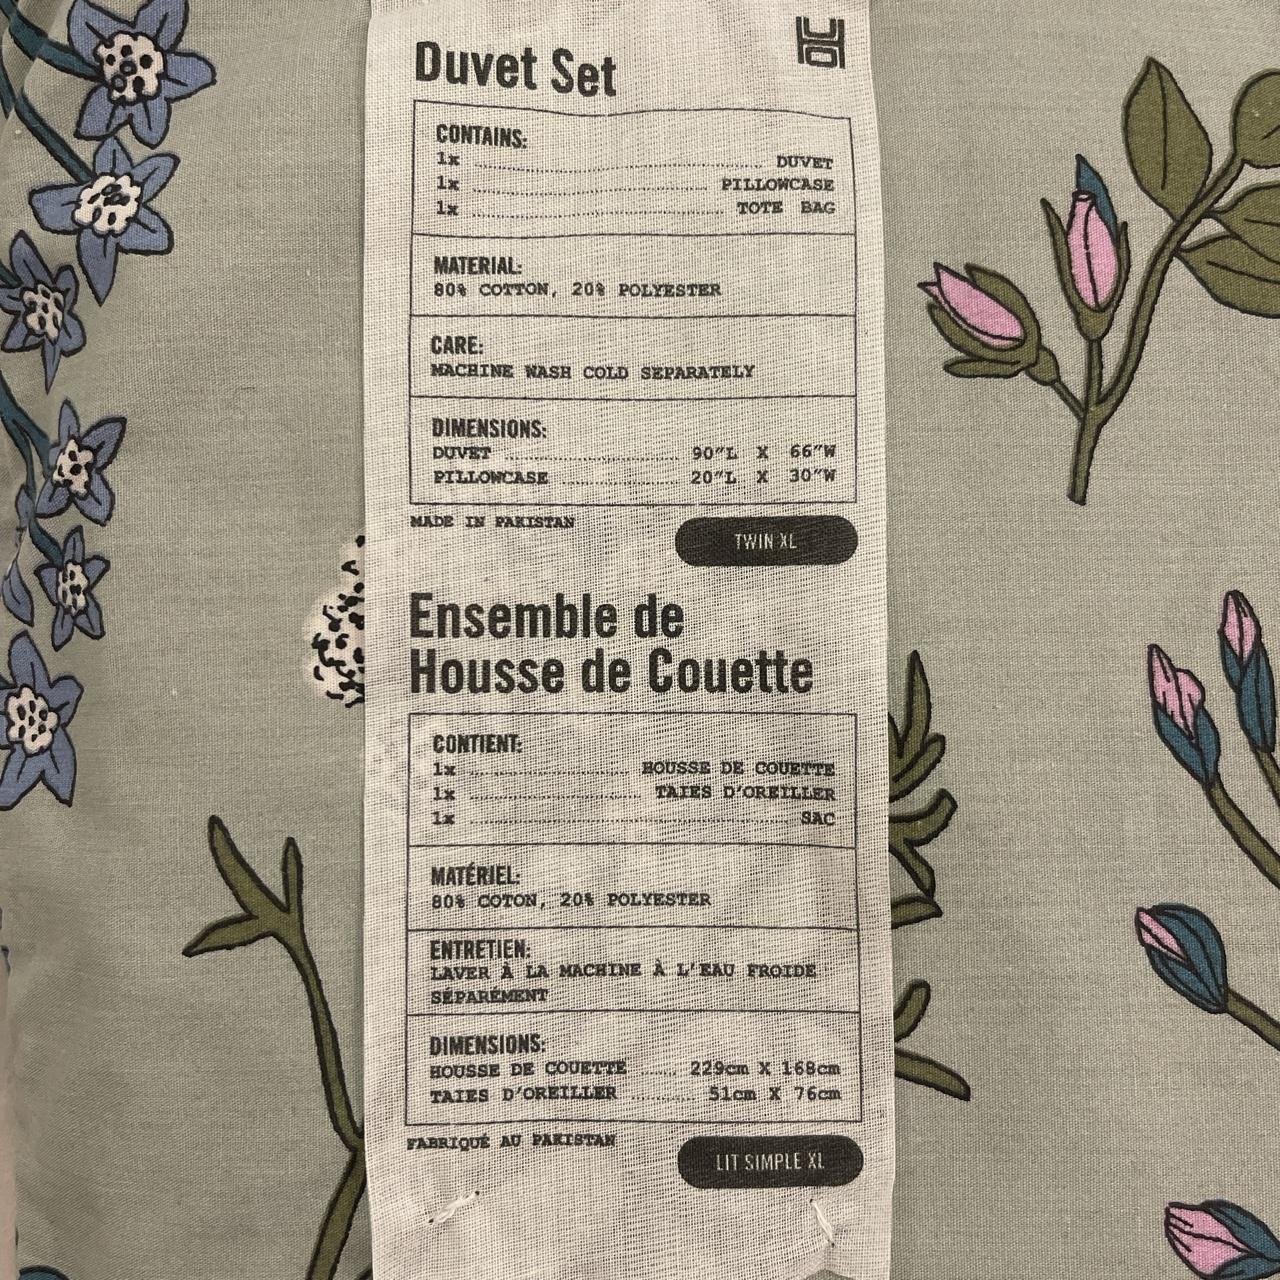 Duvet Set
CONTAINS:
1x ........ DUVET
1x ........ PILLOWCASE
1x ........ TOTE BAG
MATERIAL:
80% COTTON, 20% POLYESTER
CARE:
MACHINE WASH COLD SEPARATELY
DIMENSIONS:
DUVET ........ 90"L X 66"W
PILLOWCASE ........ 20"L X 30"W
MADE IN PAKISTAN
TWIN XL
Ensemble de
Housse de Couette
CONTIENT:
1x ........ HOUSSE DE COUETTE
1x ........ TAIES D'OREILLER
1x ........ SAC
MATÉRIEL:
80% COTON, 20% POLYESTER
ENTRETIEN:
LAVER À LA MACHINE À L'EAU FROIDE
SÉPARÉMENT
DIMENSIONS:
HOUSSE DE COUETTE ........ 229cm X 168cm
TAIES D'OREILLER ........ 51cm X 76cm
FABRIQUÉ AU PAKISTAN
LIT SIMPLE XL